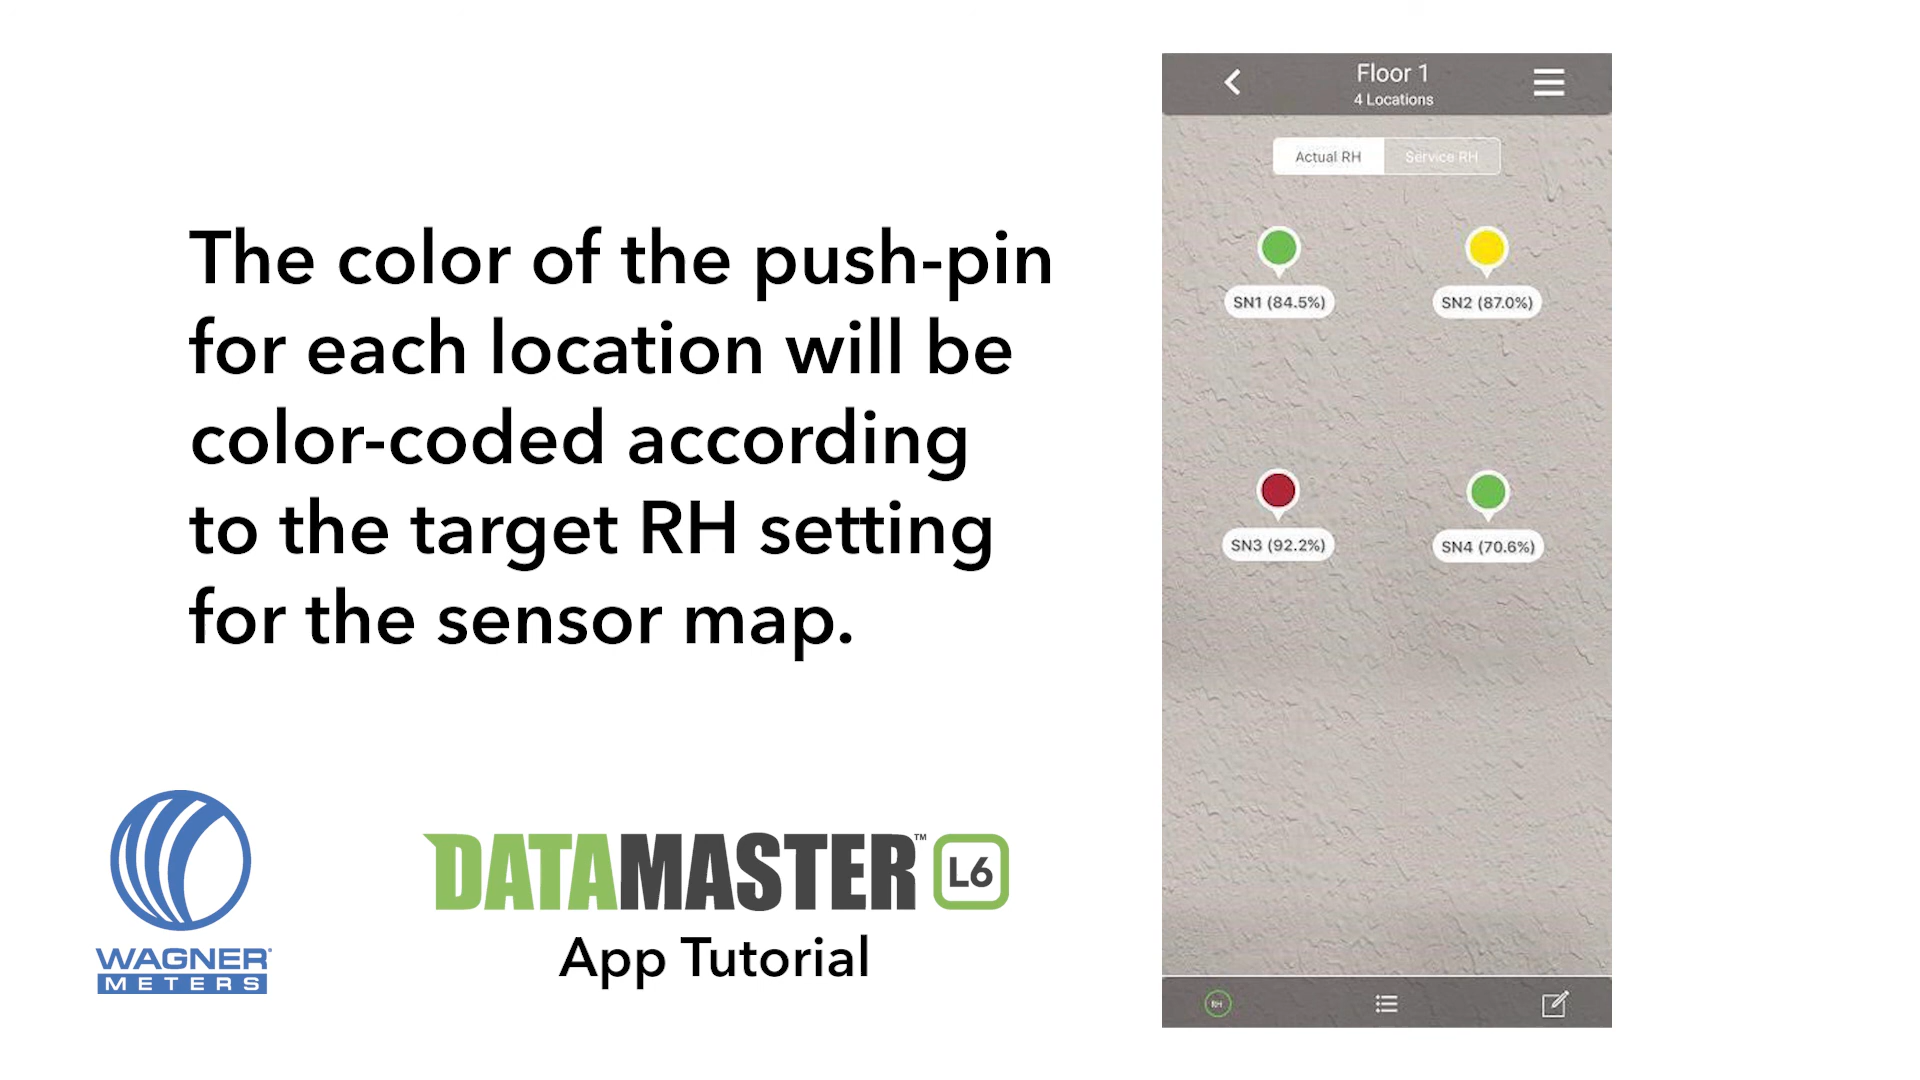 The color of the push-pin
for each location will be
color-coded according
to the target RH setting
for the sensor map.
WAGNER®
METERS
DATAMASTER™ L6
App Tutorial
Floor 1
4 Locations
Actual RH Service RH
SN1 (84.5%) SN2 (87.0%)
SN3 (92.2%) SN4 (70.6%)
RH